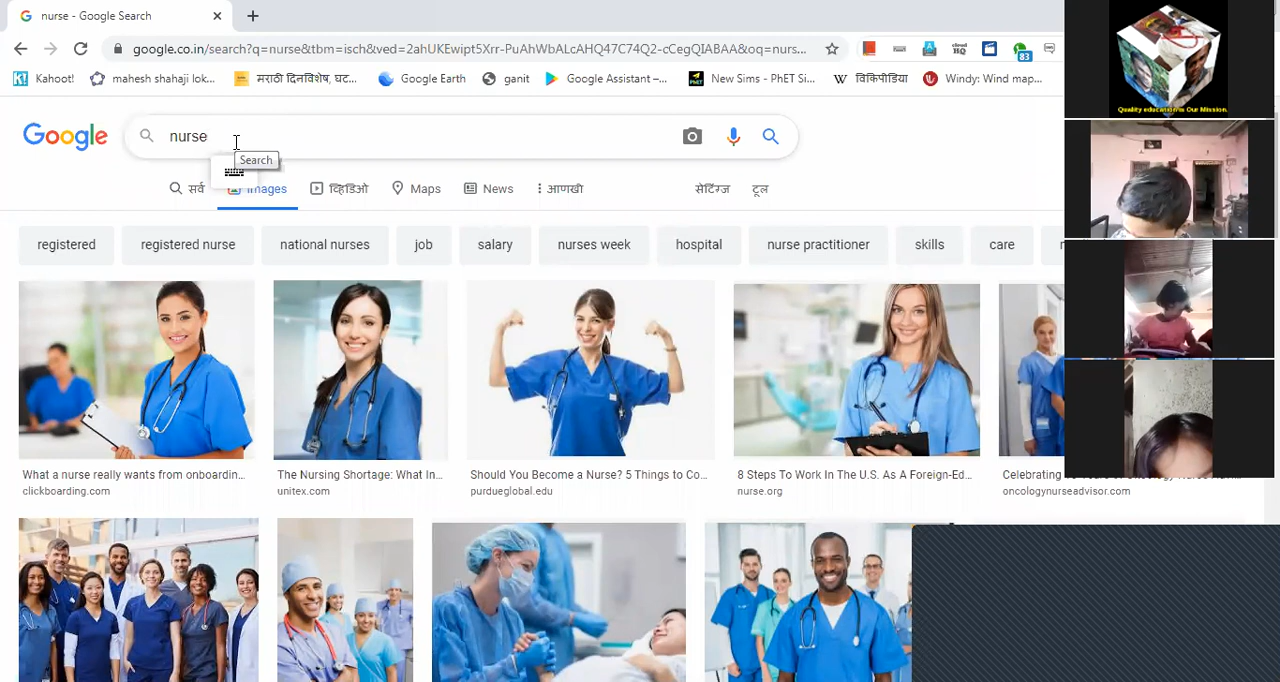 nurse - Google Search
google.co.in/search?q=nurse&tbm=isch&ved=2ahUKEwipt5Xrr-PuAhWbALcAHQ47C74Q2-cCegQIABAA&oq=nurs...
cloud HQ
83
Kahoot!
mahesh shahaji lok...
मराठी दिनविशेष, घट...
Google Earth
ganit
Google Assistant –...
New Sims - PhET Si...
W विकिपीडिया
Windy: Wind map...
Quality education is Our Mission.
Google
nurse
Search
सर्व
Images
व्हिडिओ
Maps
News
आणखी
सेटिंग्ज
टूल
registered
registered nurse
national nurses
job
salary
nurses week
hospital
nurse practitioner
skills
care
What a nurse really wants from onboardin...
clickboarding.com
The Nursing Shortage: What In...
unitex.com
Should You Become a Nurse? 5 Things to Co...
purdueglobal.edu
8 Steps To Work In The U.S. As A Foreign-Ed...
nurse.org
Celebrating
oncologynurseadvisor.com